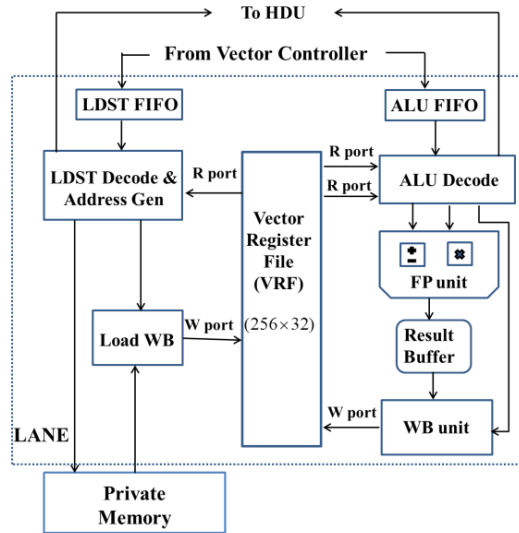 To HDU
From Vector Controller
LDST FIFO
ALU FIFO
LDST Decode &
Address Gen
R port
Vector
Register
File
(VRF)
(256×32)
R port
R port
ALU Decode
+
-
×
FP unit
Load WB
W port
Result
Buffer
W port
WB unit
LANE
Private
Memory